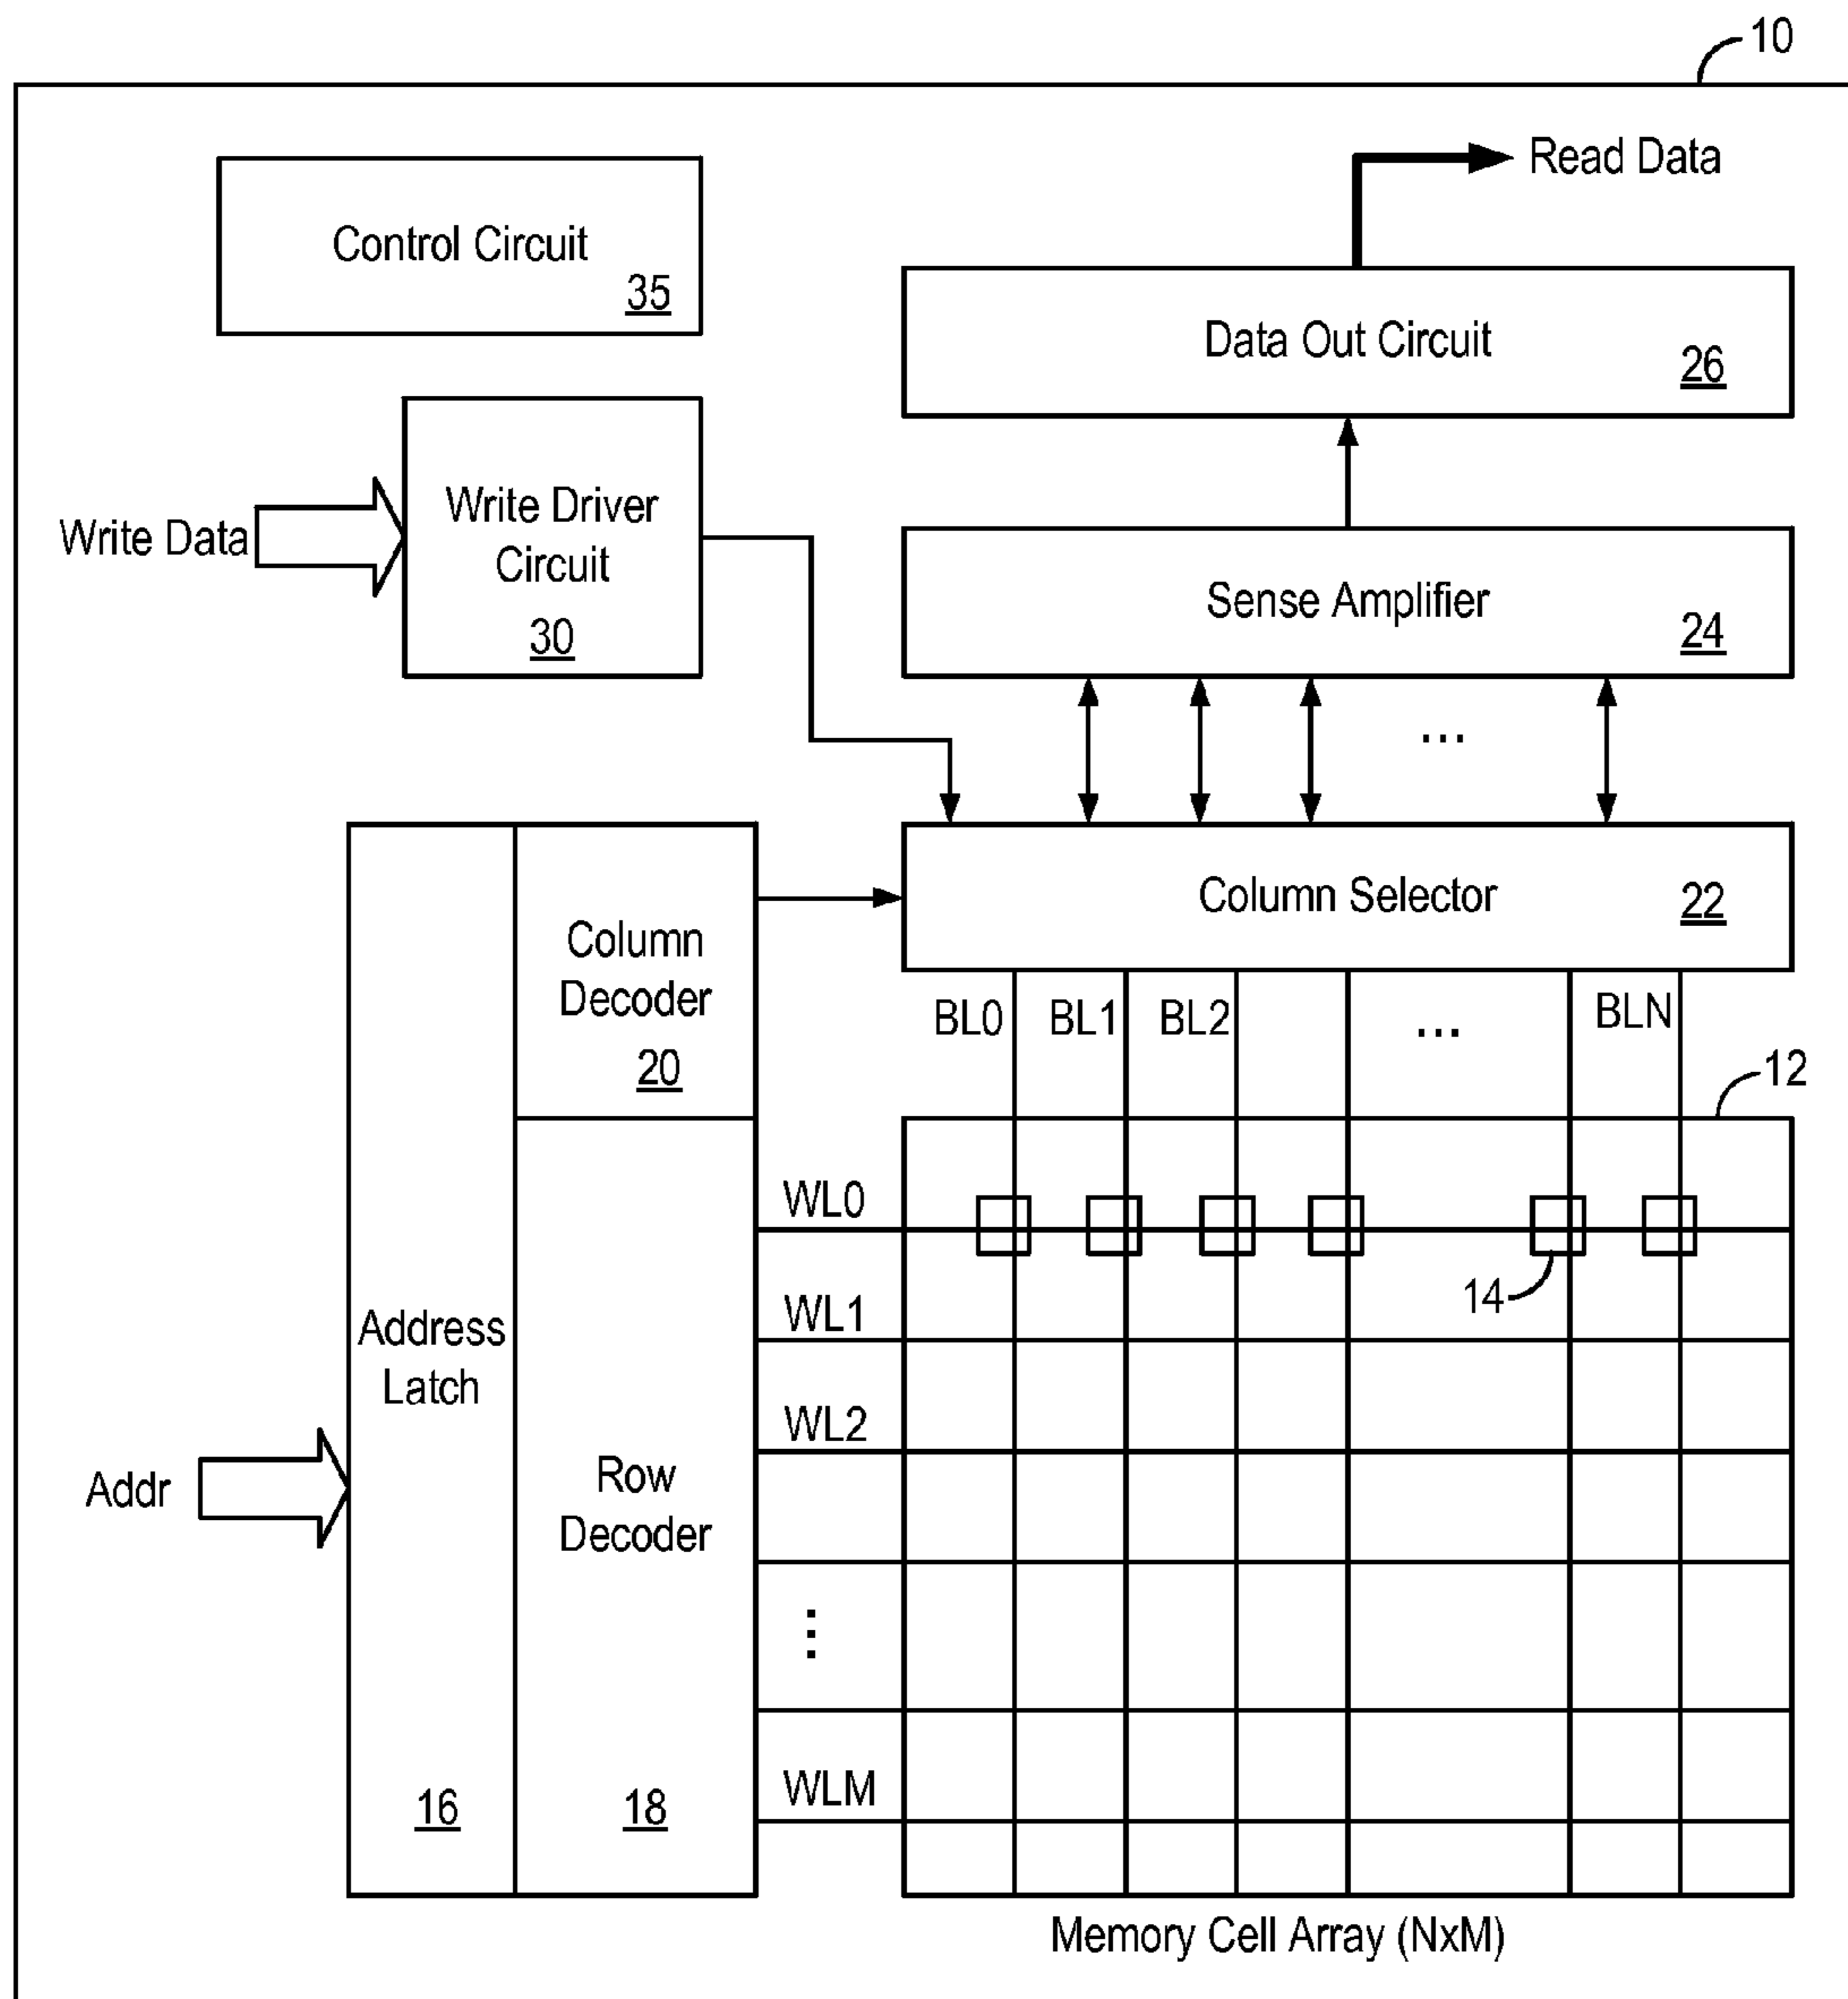 10
Read Data
Control Circuit
35
Data Out Circuit
26
Write Data
Write Driver
Circuit
30
Sense Amplifier
24
...
Column Selector
22
Column
Decoder
20
BL0 BL1 BL2 ... BLN
12
WL0
14
WL1
Address
Latch
WL2
Addr
Row
Decoder
...
WLM
16
18
Memory Cell Array (NxM)